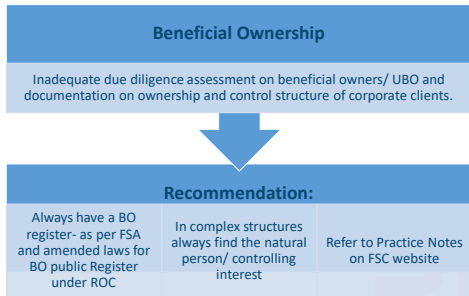 Beneficial Ownership
Inadequate due diligence assessment on beneficial owners/ UBO and
documentation on ownership and control structure of corporate clients.
Recommendation:
Always have a BO
register- as per FSA
and amended laws for
BO public Register
under ROC
In complex structures
always find the natural
person/ controlling
interest
Refer to Practice Notes
on FSC website